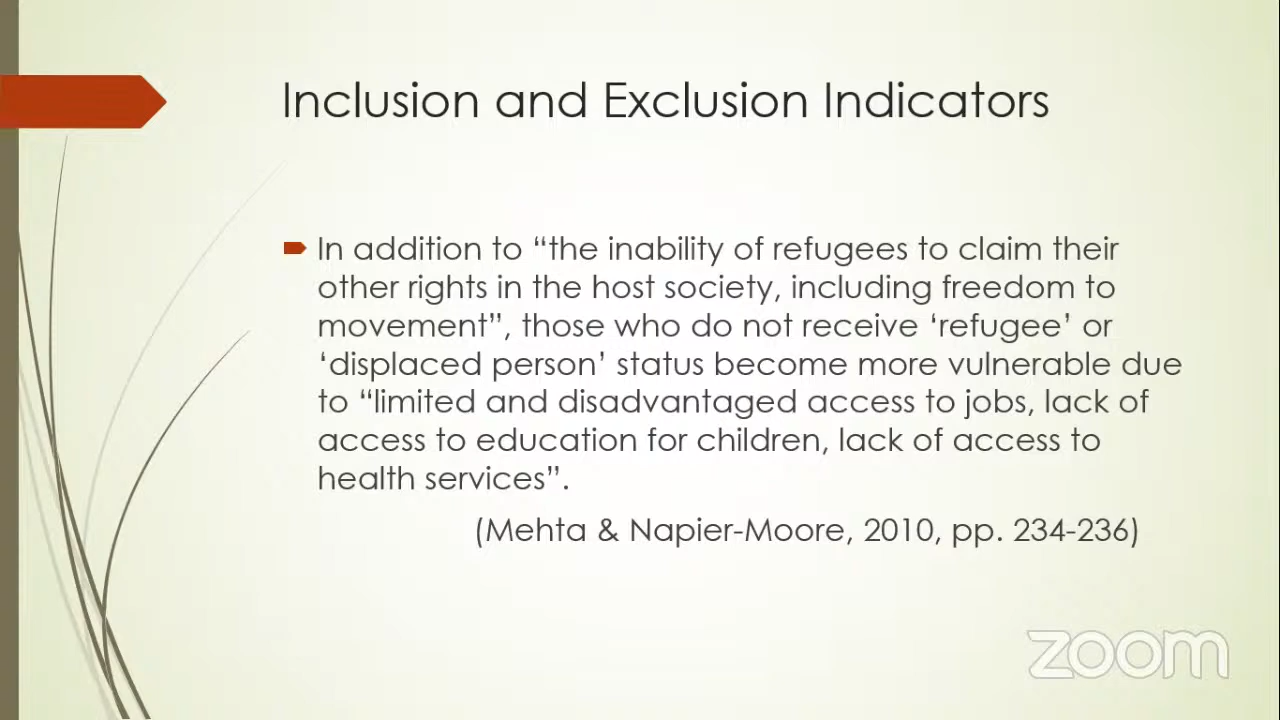 Inclusion and Exclusion Indicators
In addition to “the inability of refugees to claim their
other rights in the host society, including freedom to
movement”, those who do not receive ‘refugee’ or
‘displaced person’ status become more vulnerable due
to “limited and disadvantaged access to jobs, lack of
access to education for children, lack of access to
health services”.
(Mehta & Napier-Moore, 2010, pp. 234-236)
zoom